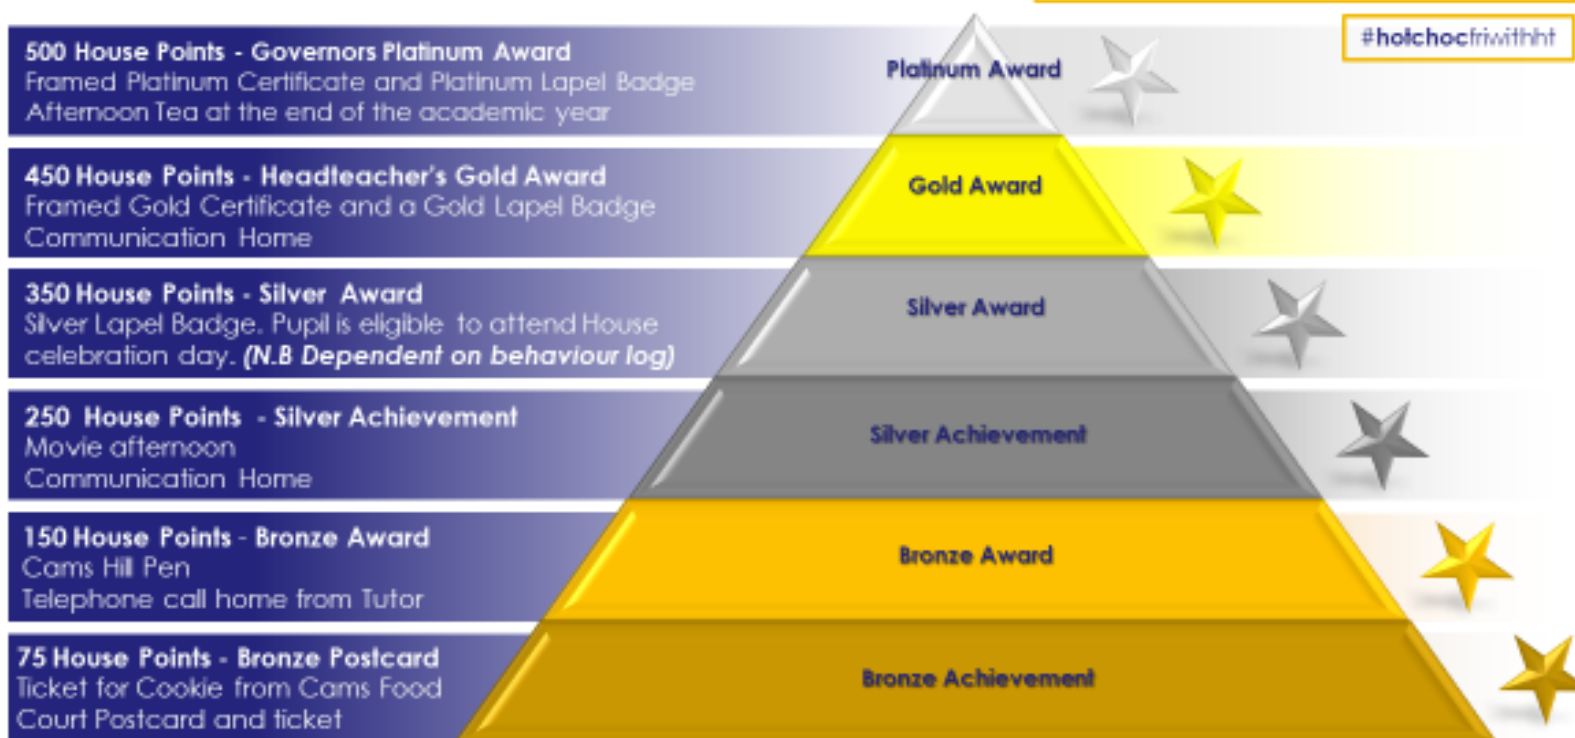 #hotchocfriwithht
500 House Points - Governors Platinum Award
Framed Platinum Certificate and Platinum Lapel Badge
Afternoon Tea at the end of the academic year
Platinum Award
450 House Points - Headteacher's Gold Award
Framed Gold Certificate and a Gold Lapel Badge
Communication Home
Gold Award
350 House Points - Silver Award
Silver Lapel Badge. Pupil is eligible to attend House
celebration day. (N.B Dependent on behaviour log)
Silver Award
250 House Points - Silver Achievement
Movie afternoon
Communication Home
Silver Achievement
150 House Points - Bronze Award
Cams Hill Pen
Telephone call home from Tutor
Bronze Award
75 House Points - Bronze Postcard
Ticket for Cookie from Cams Food
Court Postcard and ticket
Bronze Achievement